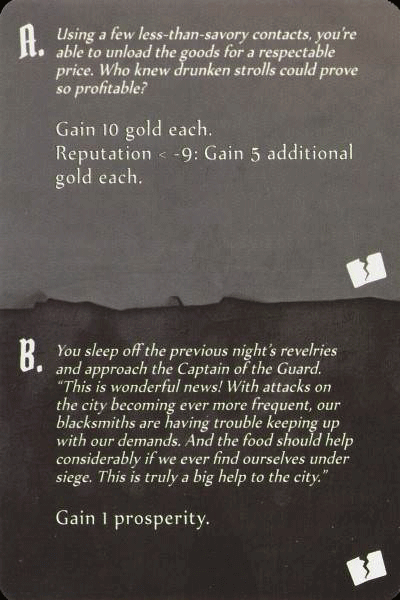 A. Using a few less-than-savory contacts, you're
able to unload the goods for a respectable
price. Who knew drunken strolls could prove
so profitable?
Gain 10 gold each.
Reputation < -9: Gain 5 additional
gold each.
B. You sleep off the previous night's revelries
and approach the Captain of the Guard.
"This is wonderful news! With attacks on
the city becoming ever more frequent, our
blacksmiths are having trouble keeping up
with our demands. And the food should help
considerably if we ever find ourselves under
siege. This is truly a big help to the city."
Gain 1 prosperity.